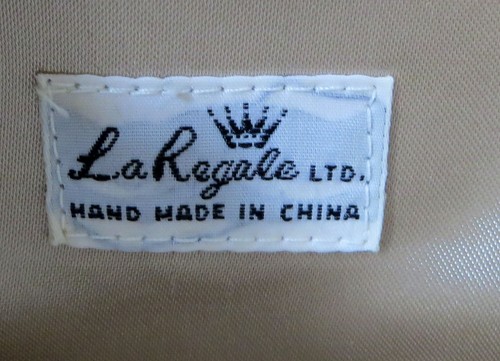 La Regale LTD.
HAND MADE IN CHINA